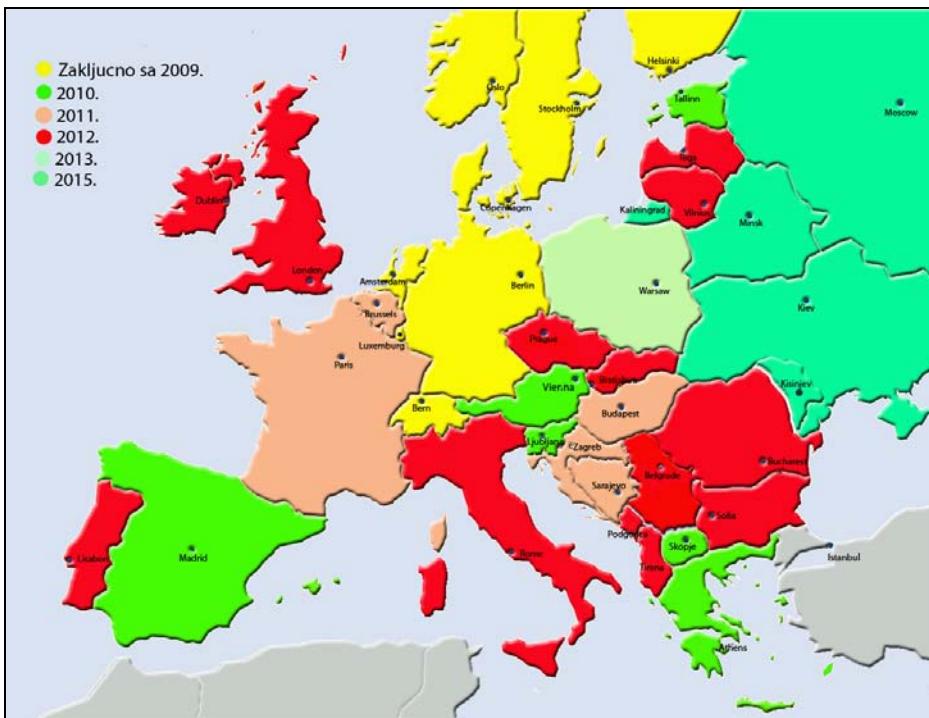 Zakljucno sa 2009.
2010.
2011.
2012.
2013.
2015.
Helsinki
Oslo
Stockholm
Tallinn
Moscow
Riga
Dublin
Copenhagen
Kaliningrad
Vilnius
Minsk
London
Amsterdam
Berlin
Warsaw
Kiev
Brussels
Luxemburg
Prague
Paris
Vienna
Bratislava
Kisinjev
Bern
Budapest
Ljubljana
Zagreb
Belgrade
Bucharest
Sarajevo
Sofia
Podgorica
Skopje
Istanbul
Lisabon
Madrid
Rome
Tirana
Athens